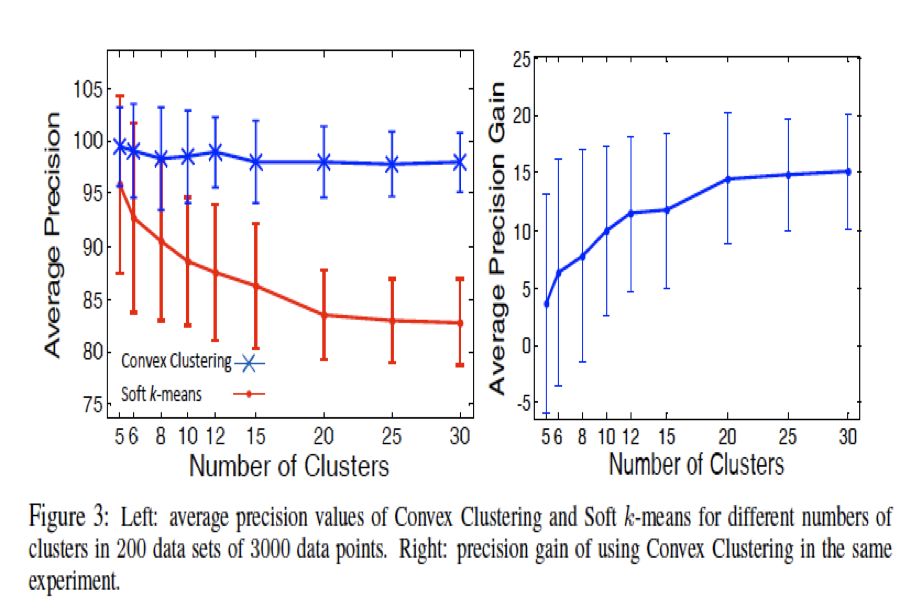 Average Precision
105
100
95
90
85
80
75
Convex Clustering
Soft k-means
5 6 8 10 12 15 20 25 30
Number of Clusters
Average Precision Gain
25
20
15
10
5
0
-5
5 6 8 10 12 15 20 25 30
Number of Clusters
Figure 3: Left: average precision values of Convex Clustering and Soft k-means for different numbers of
clusters in 200 data sets of 3000 data points. Right: precision gain of using Convex Clustering in the same
experiment.